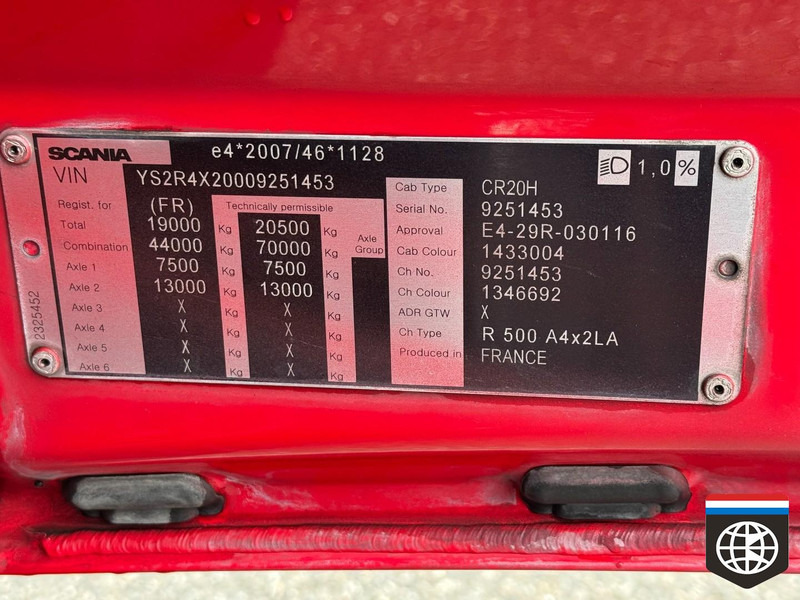 SCANIA e4*2007/46*1128 1,0 %
VIN YS2R4X20009251453
Regist. for (FR) Technically permissible
Total 19000 Kg 20500 Kg
Combination 44000 Kg 70000 Kg Axle Group
Axle 1 7500 Kg 7500 Kg
Axle 2 13000 Kg 13000 Kg
Axle 3 X Kg X Kg
Axle 4 X Kg X Kg
Axle 5 X Kg X Kg
Axle 6 X Kg X Kg
Cab Type CR20H
Serial No. 9251453
Approval E4-29R-030116
Cab Colour 1433004
Ch No. 9251453
Ch Colour 1346692
ADR GTW X
Ch Type R 500 A4x2LA
Produced in FRANCE
2325452